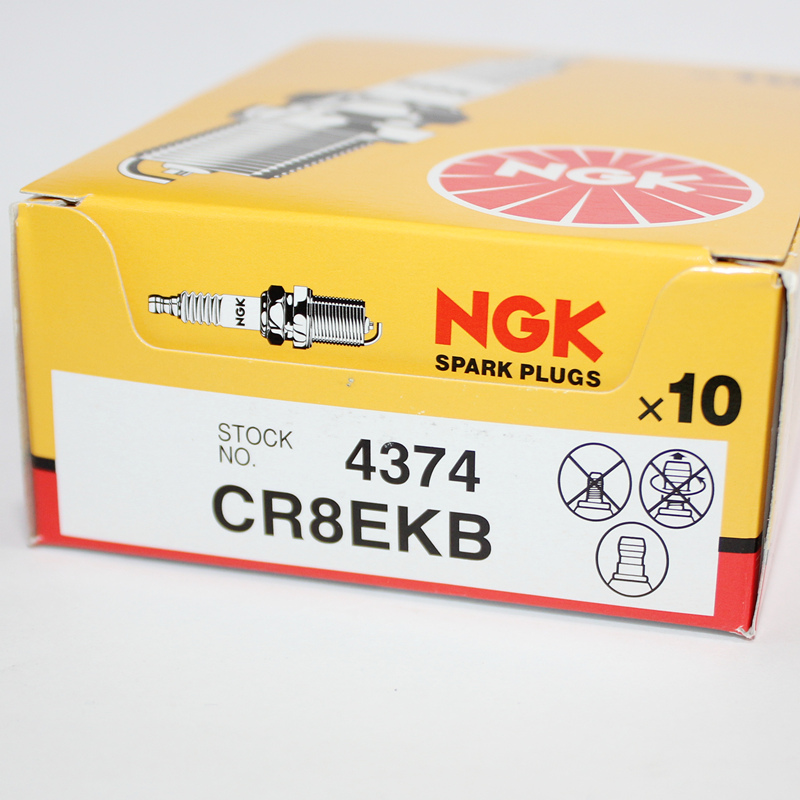 NGK
NGK
NGK
SPARK PLUGS
×10
STOCK
NO.
4374
CR8EKB